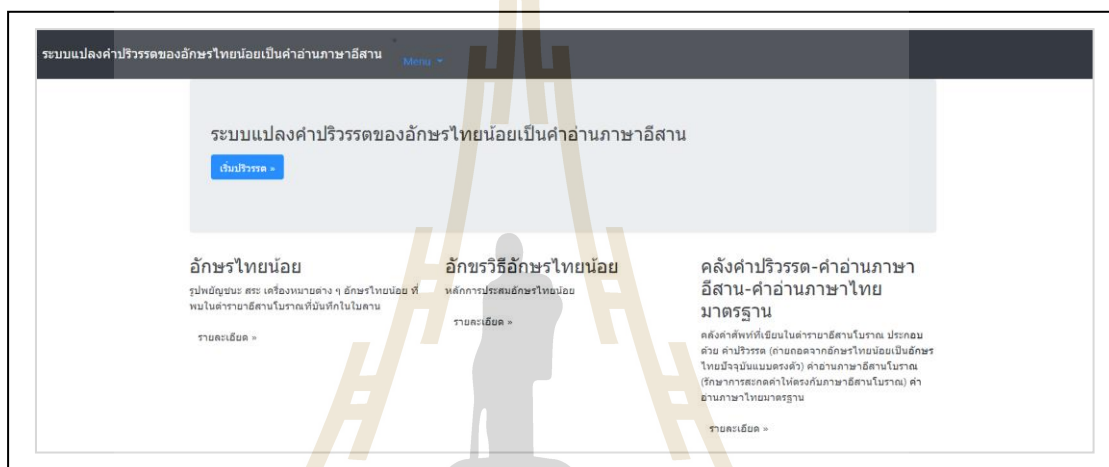 ระบบแปลงคำปริวรรตของอักษรไทยน้อยเป็นคำอ่านภาษาอีสาน
Menu
ระบบแปลงคำปริวรรตของอักษรไทยน้อยเป็นคำอ่านภาษาอีสาน
เริ่มปริวรรต »
อักษรไทยน้อย
รูปพยัญชนะ สระ เครื่องหมายต่าง ๆ อักษรไทยน้อย ที่
พบในตำรายาอีสานโบราณที่บันทึกในใบลาน
รายละเอียด »
อักขรวิธีอักษรไทยน้อย
หลักการประสมอักษรไทยน้อย
รายละเอียด »
คลังคำปริวรรต-คำอ่านภาษา
อีสาน-คำอ่านภาษาไทย
มาตรฐาน
คลังคำศัพท์ที่เขียนในตำรายาอีสานโบราณ ประกอบ
ด้วย คำปริวรรต (ถ่ายถอดจากอักษรไทยน้อยเป็นอักษร
ไทยปัจจุบันแบบตรงตัว) คำอ่านภาษาอีสานโบราณ
(รักษาการสะกดคำให้ตรงกับภาษาอีสานโบราณ) คำ
อ่านภาษาไทยมาตรฐาน
รายละเอียด »